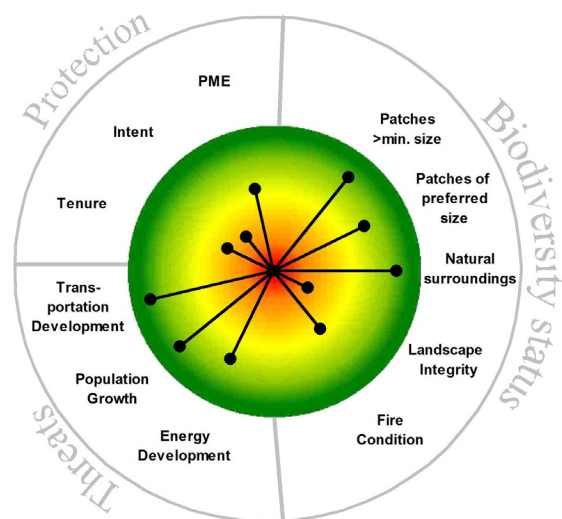 Protection
PME
Intent
Tenure
Biodiversity status
Patches
>min. size
Patches of
preferred
size
Natural
surroundings
Landscape
Integrity
Fire
Condition
Threats
Trans-
portation
Development
Population
Growth
Energy
Development